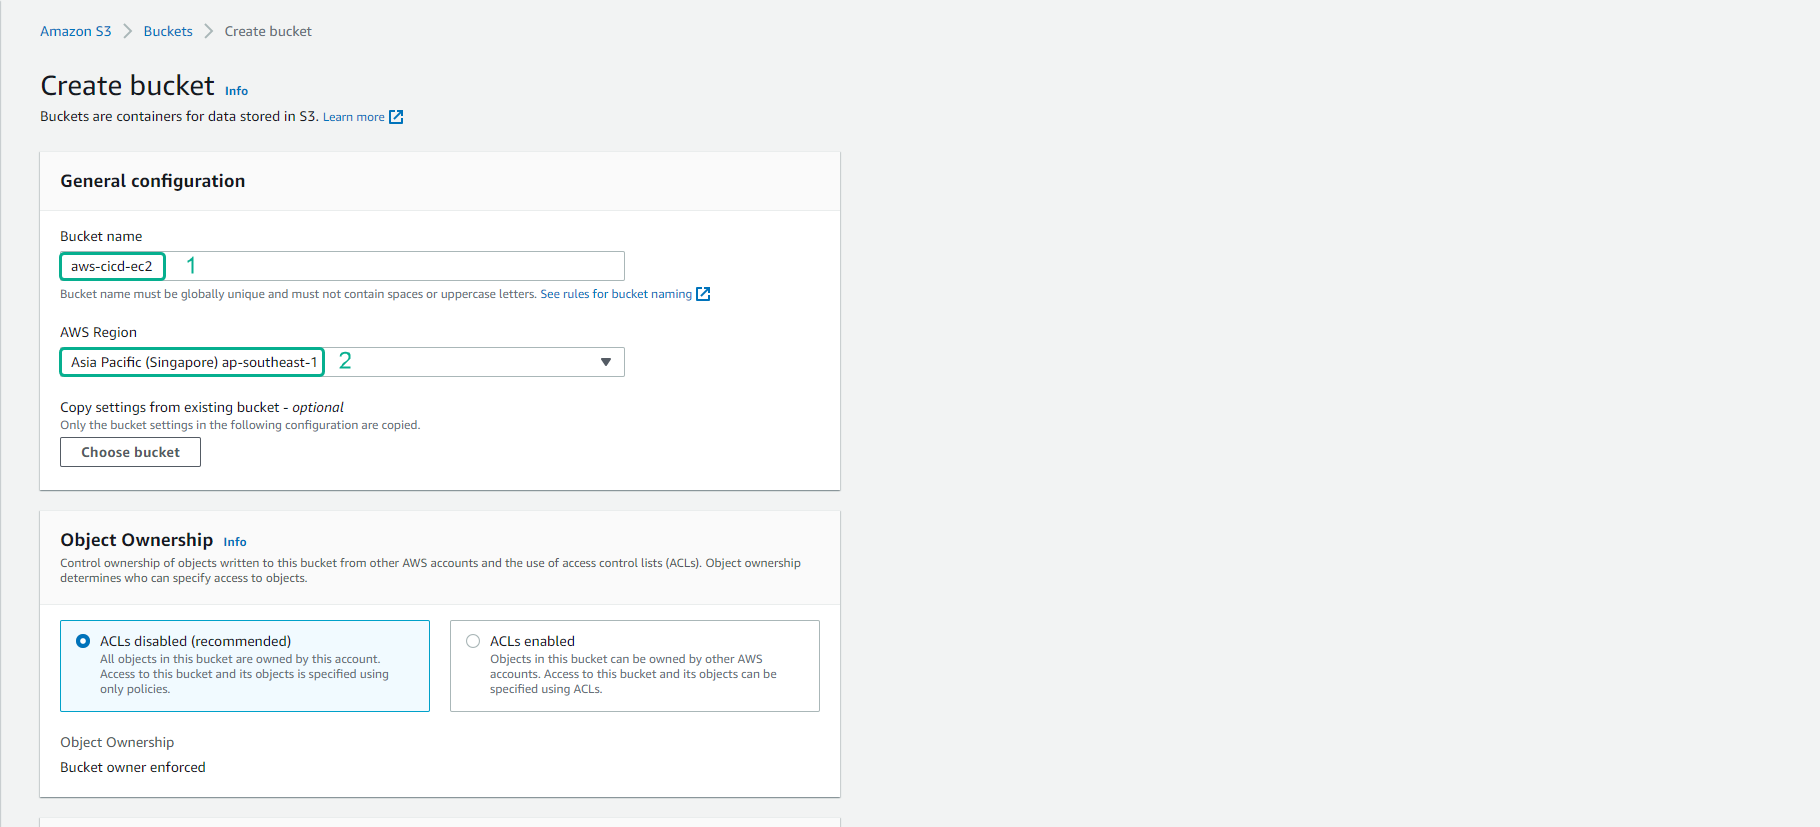 Amazon S3 > Buckets > Create bucket
Create bucket Info
Buckets are containers for data stored in S3. Learn more
General configuration
Bucket name
aws-cicd-ec2 1
Bucket name must be globally unique and must not contain spaces or uppercase letters. See rules for bucket naming
AWS Region
Asia Pacific (Singapore) ap-southeast-1 2
Copy settings from existing bucket - optional
Only the bucket settings in the following configuration are copied.
Choose bucket
Object Ownership Info
Control ownership of objects written to this bucket from other AWS accounts and the use of access control lists (ACLs). Object ownership
determines who can specify access to objects.
ACLs disabled (recommended)
All objects in this bucket are owned by this account.
Access to this bucket and its objects is specified using
only policies.
ACLs enabled
Objects in this bucket can be owned by other AWS
accounts. Access to this bucket and its objects can be
specified using ACLs.
Object Ownership
Bucket owner enforced